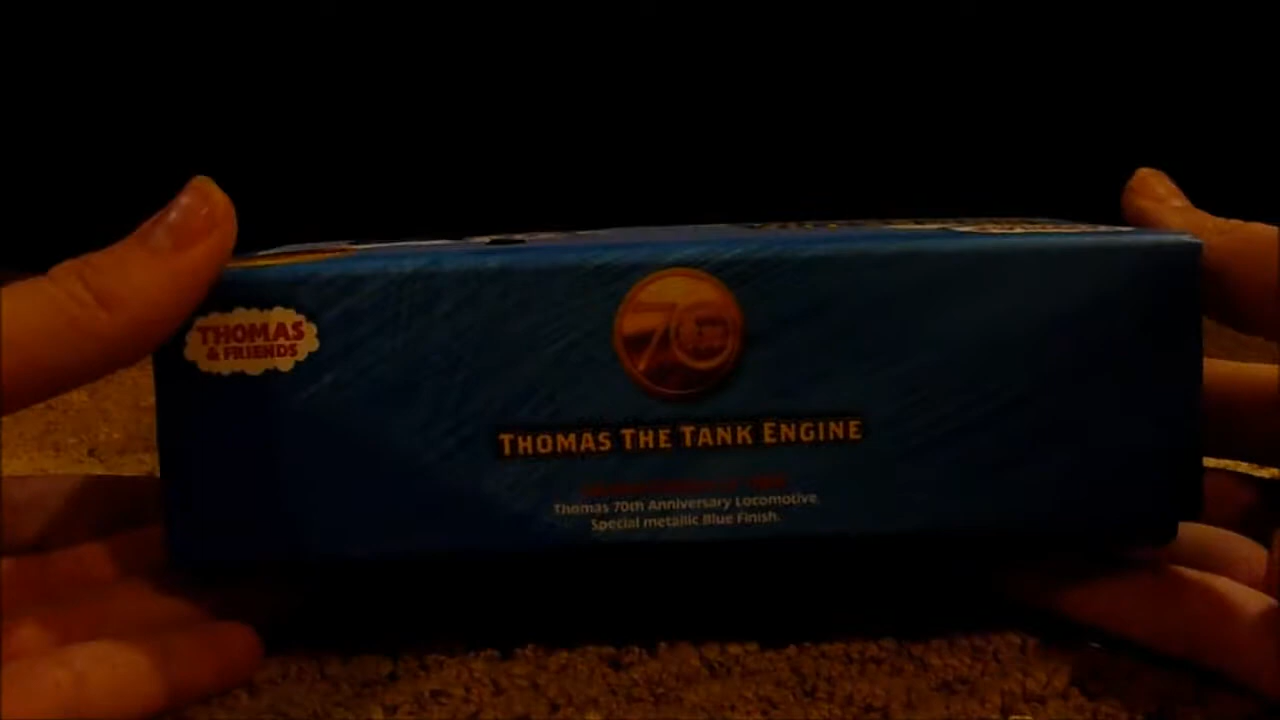 THOMAS
& FRIENDS
70
THOMAS THE TANK ENGINE
Thomas 70th Anniversary Locomotive.
Special metallic Blue Finish.